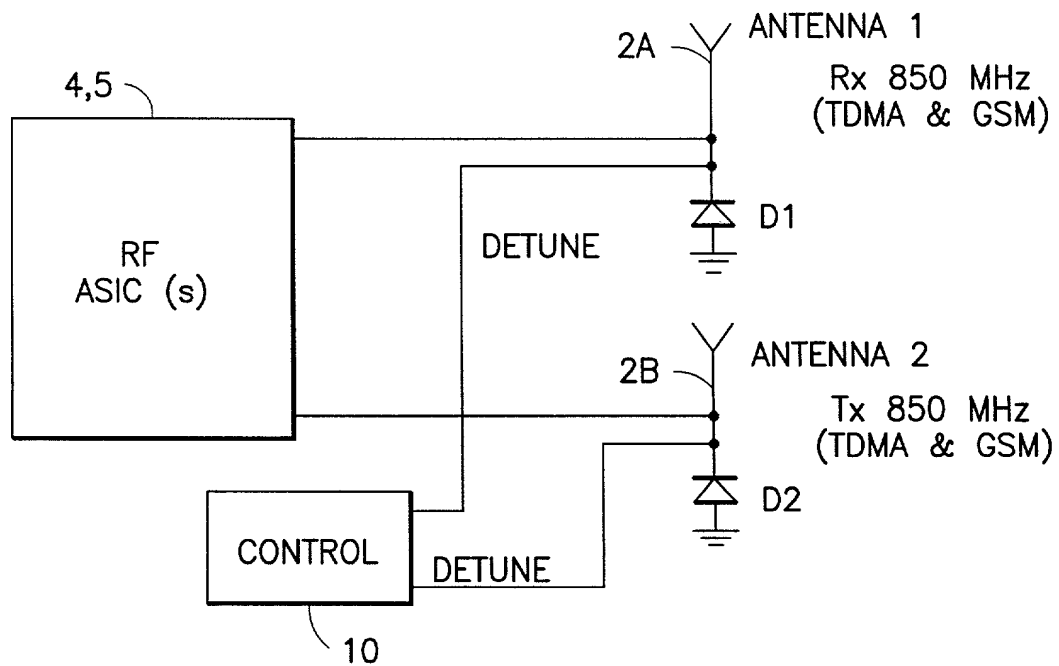 ANTENNA 1
2A
Rx 850 MHz
(TDMA & GSM)
4,5
RF
ASIC (s)
D1
DETUNE
ANTENNA 2
2B
Tx 850 MHz
(TDMA & GSM)
D2
CONTROL
DETUNE
10